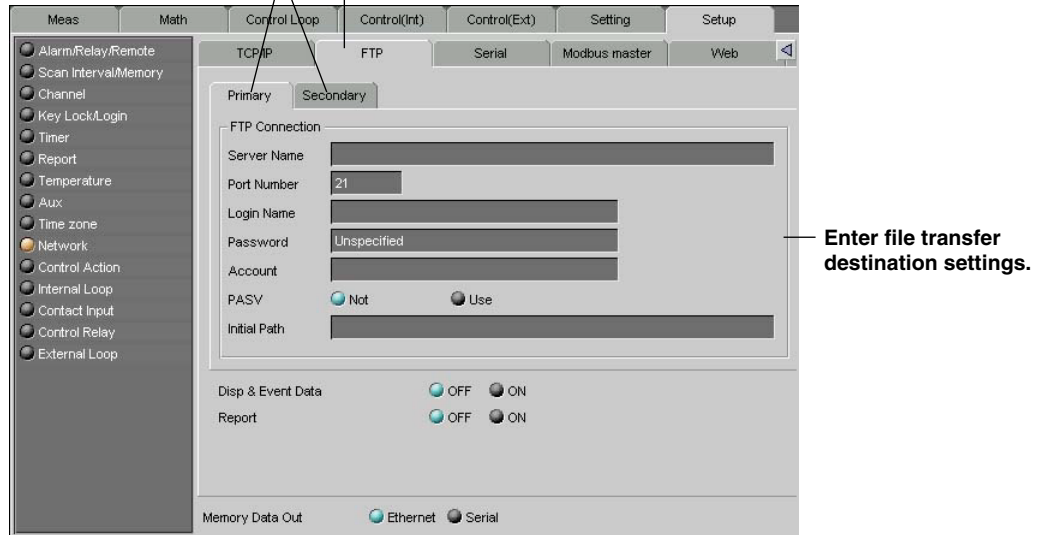 Meas Math Control Loop Control(Int) Control(Ext) Setting Setup
Alarm/Relay/Remote
Scan Interval/Memory
Channel
Key Lock/Login
Timer
Report
Temperature
Aux
Time zone
Network
Control Action
Internal Loop
Contact Input
Control Relay
External Loop
TCP/IP FTP Serial Modbus master Web
Primary Secondary
FTP Connection
Server Name
Port Number 21
Login Name
Password Unspecified
Account
PASV Not Use
Initial Path
Disp & Event Data OFF ON
Report OFF ON
Memory Data Out Ethernet Serial
Enter file transfer
destination settings.